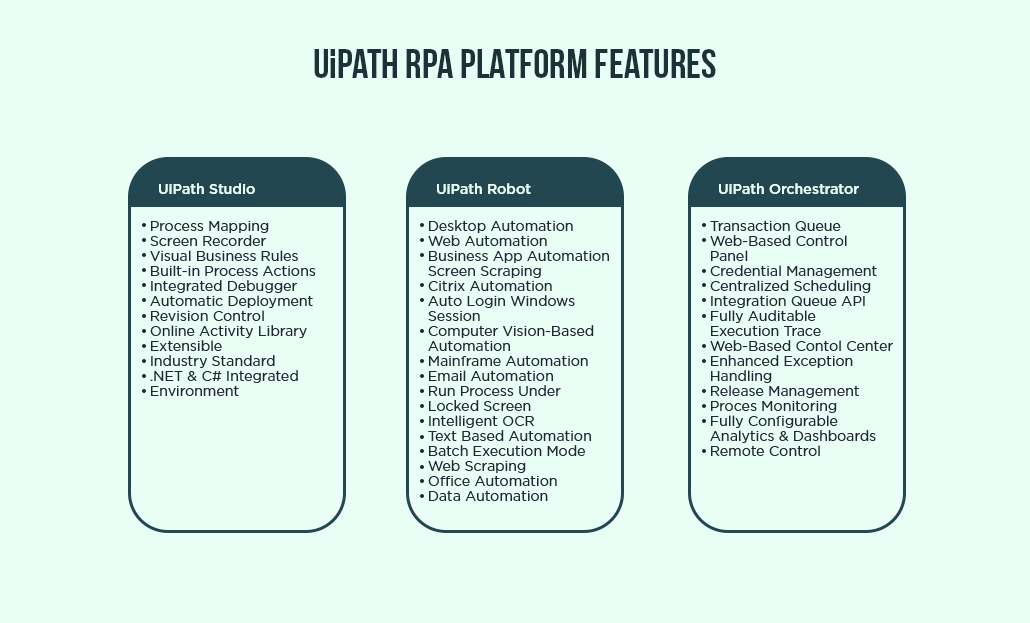 UiPATH RPA PLATFORM FEATURES
UiPath Studio
• Process Mapping
• Screen Recorder
• Visual Business Rules
• Built-in Process Actions
• Integrated Debugger
• Automatic Deployment
• Revision Control
• Online Activity Library
• Extensible
• Industry Standard
• .NET & C# Integrated
• Environment
UiPath Robot
• Desktop Automation
• Web Automation
• Business App Automation
Screen Scraping
• Citrix Automation
• Auto Login Windows
Session
• Computer Vision-Based
Automation
• Mainframe Automation
• Email Automation
• Run Process Under
• Locked Screen
• Intelligent OCR
• Text Based Automation
• Batch Execution Mode
• Web Scraping
• Office Automation
• Data Automation
UiPath Orchestrator
• Transaction Queue
• Web-Based Control
Panel
• Credential Management
• Centralized Scheduling
• Integration Queue API
• Fully Auditable
Execution Trace
• Web-Based Contol Center
• Enhanced Exception
Handling
• Release Management
• Proces Monitoring
• Fully Configurable
Analytics & Dashboards
• Remote Control